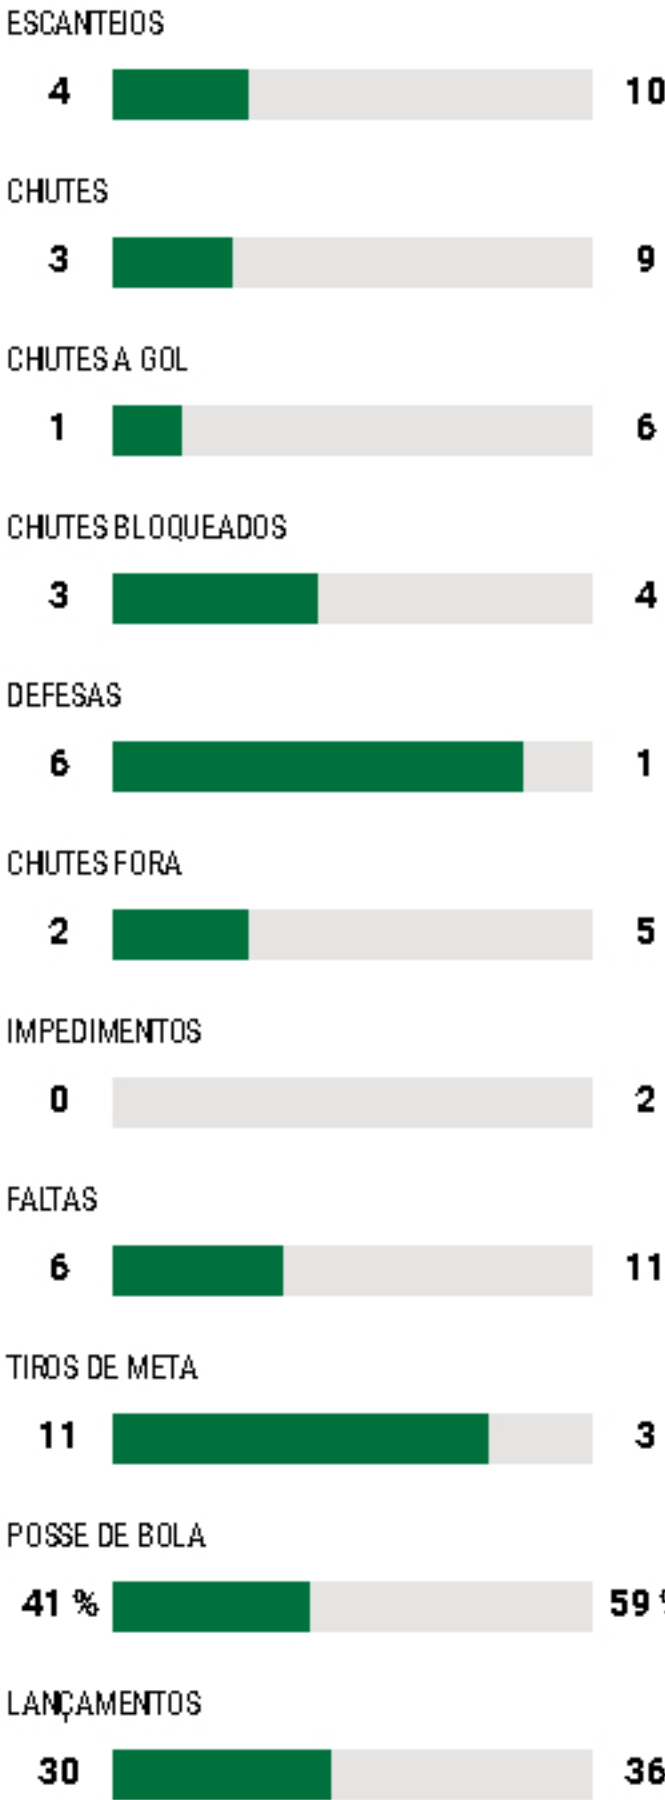 ESCANTEIOS
4 10
CHUTES
3 9
CHUTES A GOL
1 6
CHUTES BLOQUEADOS
3 4
DEFESAS
6 1
CHUTES FORA
2 5
IMPEDIMENTOS
0 2
FALTAS
6 11
TIROS DE META
11 3
POSSE DE BOLA
41 % 59 %
LANÇAMENTOS
30 36